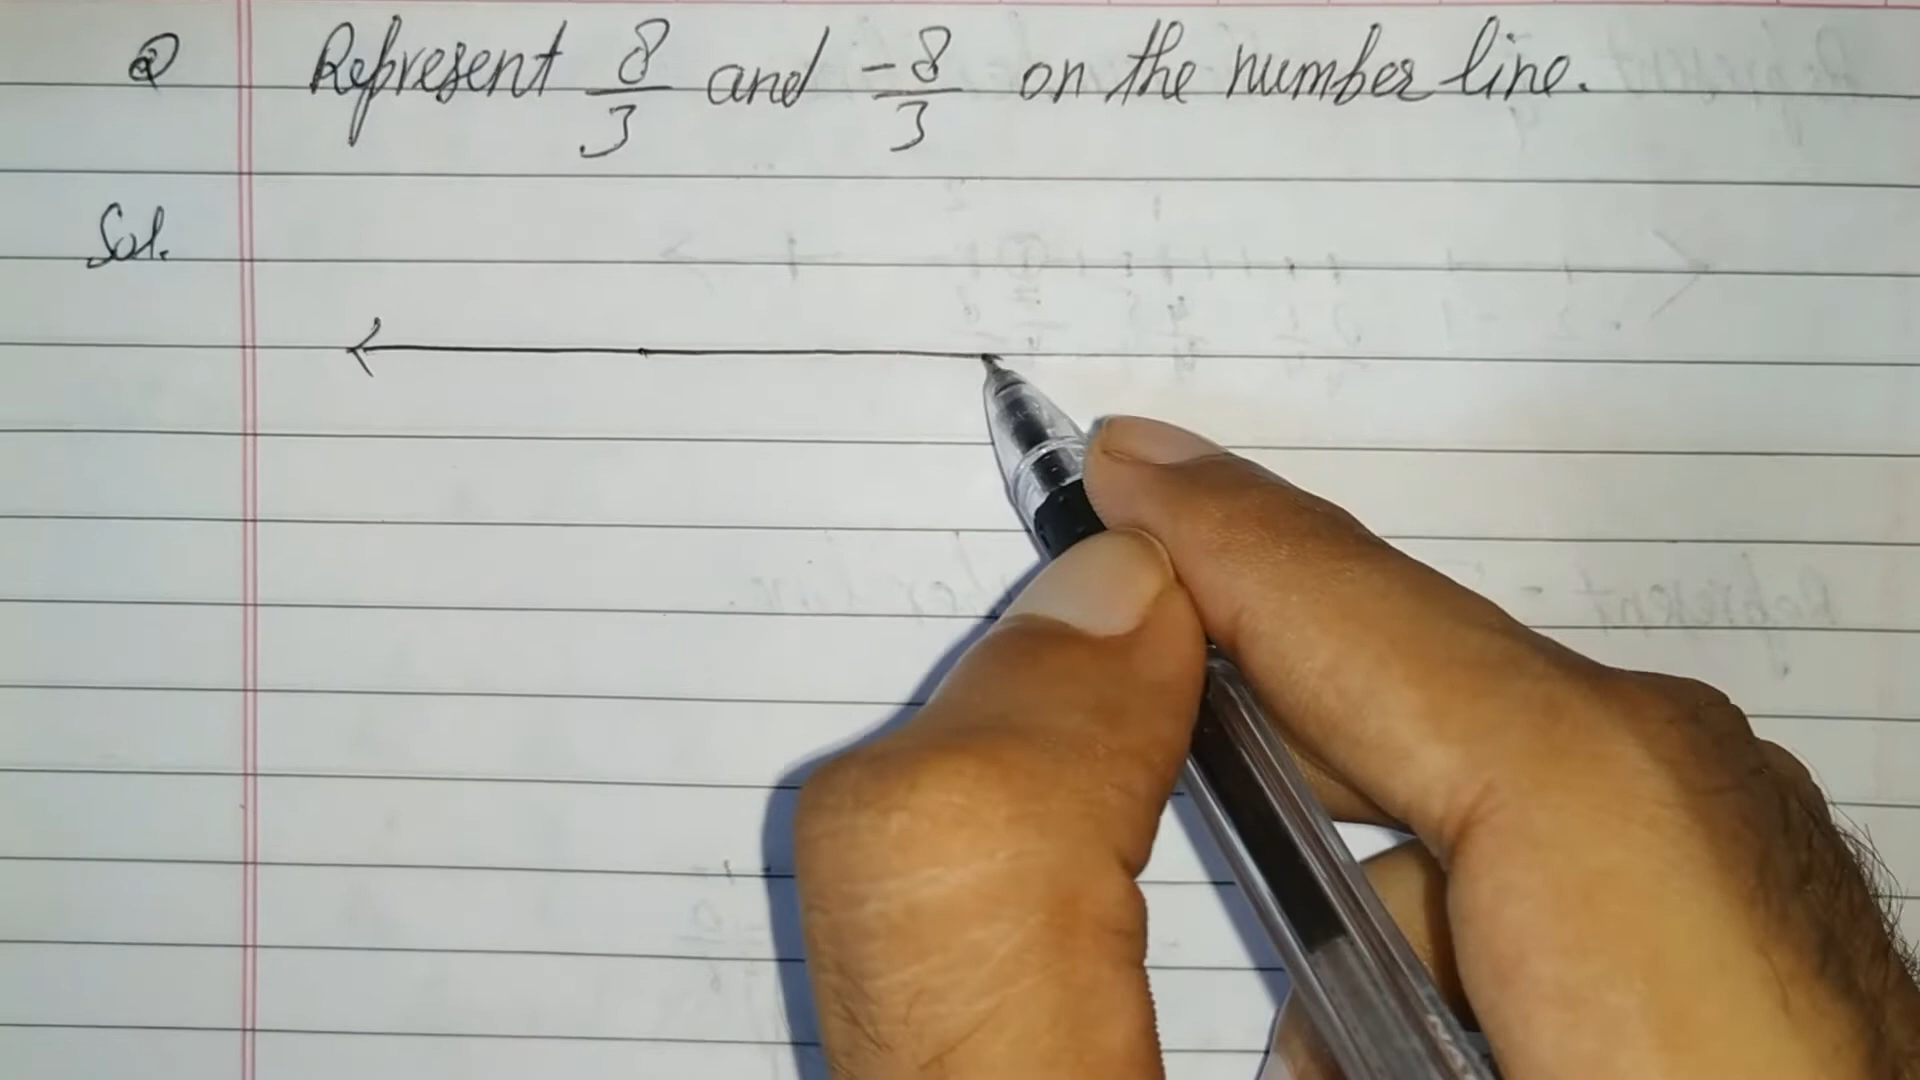 Q Represent 8/3 and -8/3 on the number line.
Sol.